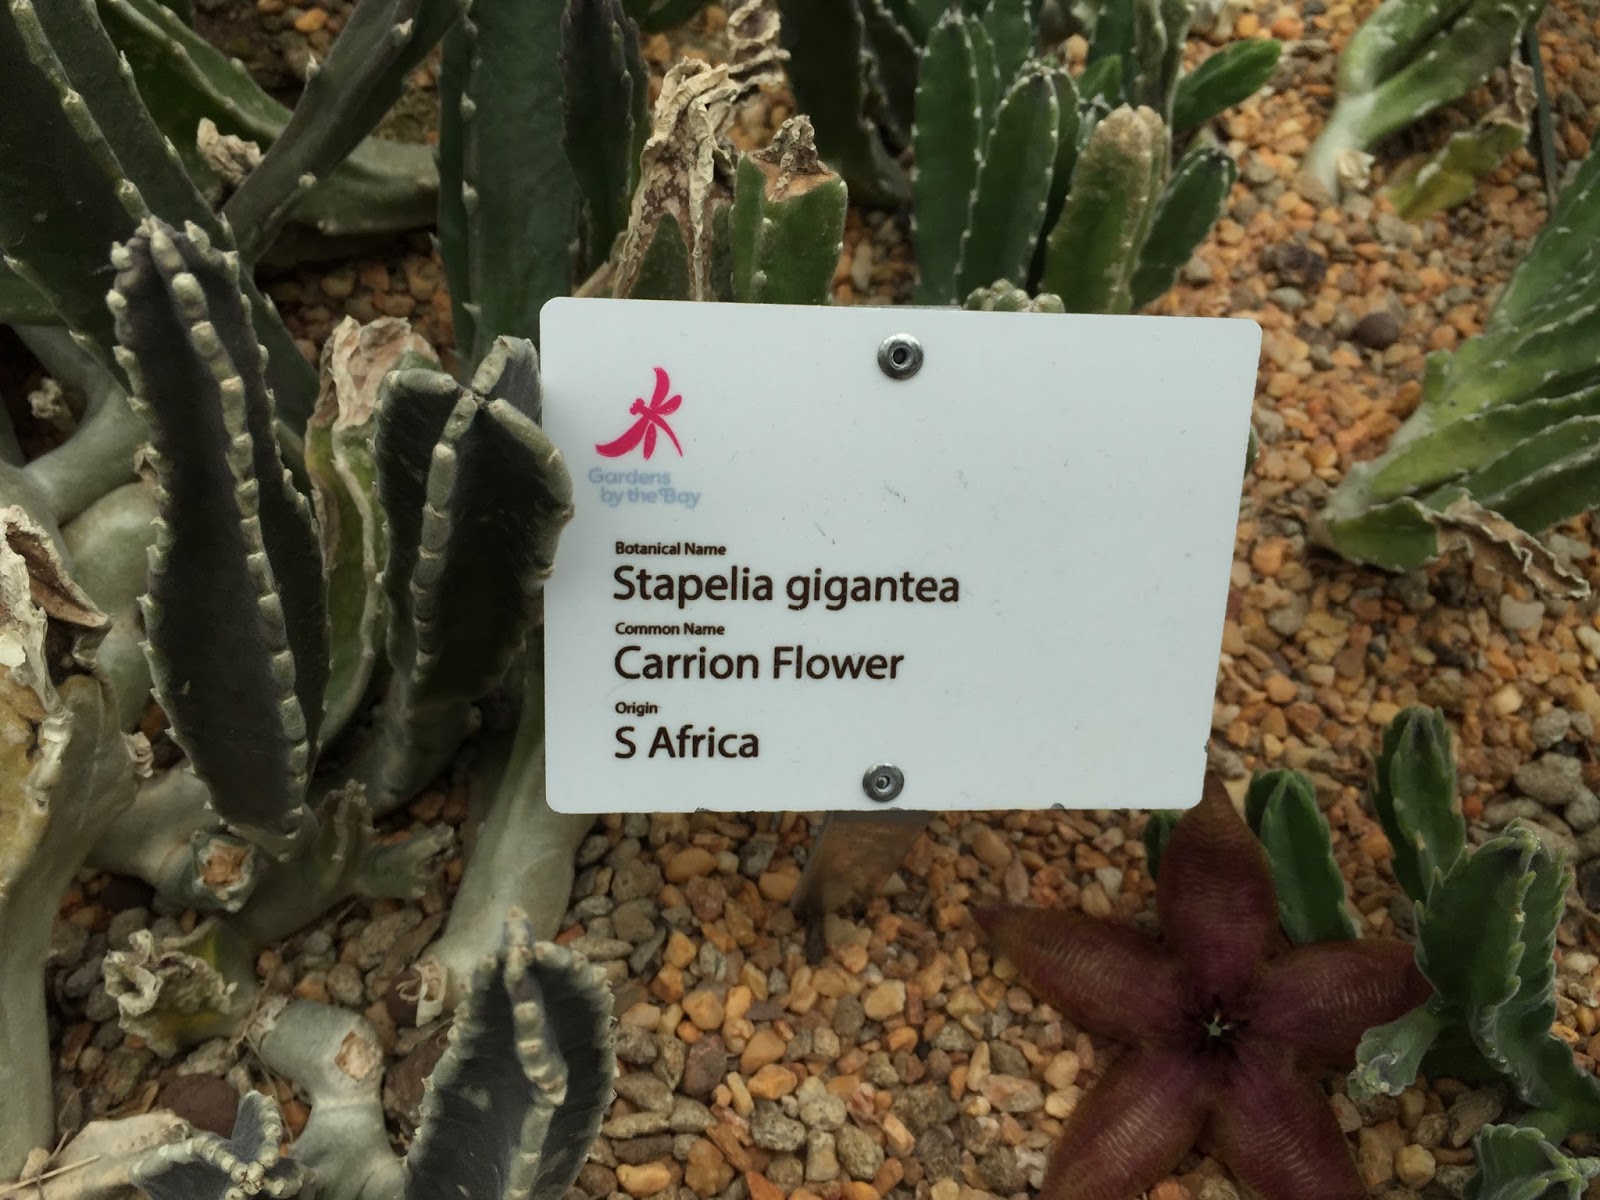 Gardens
by the Bay
Botanical Name
Stapelia gigantea
Common Name
Carrion Flower
Origin
S Africa